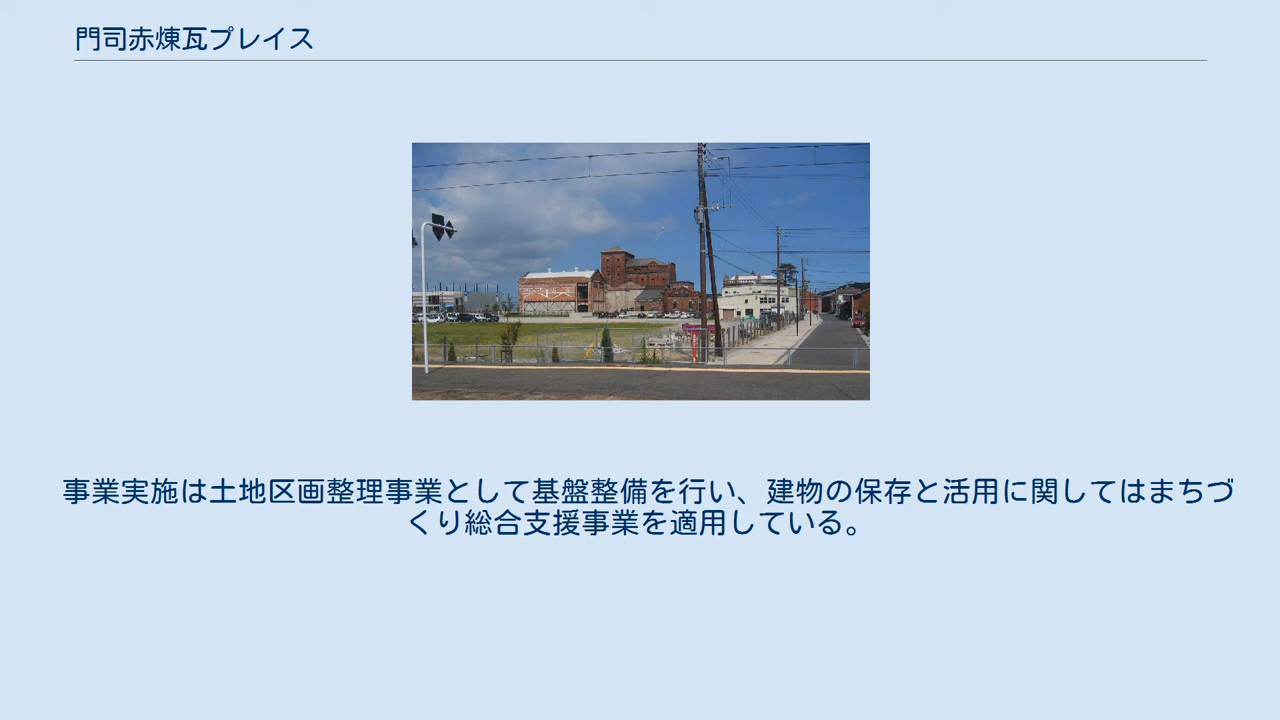 門司赤煉瓦プレイス
事業実施は土地区画整理事業として基盤整備を行い、建物の保存と活用に関してはまちづ
くり総合支援事業を適用している。